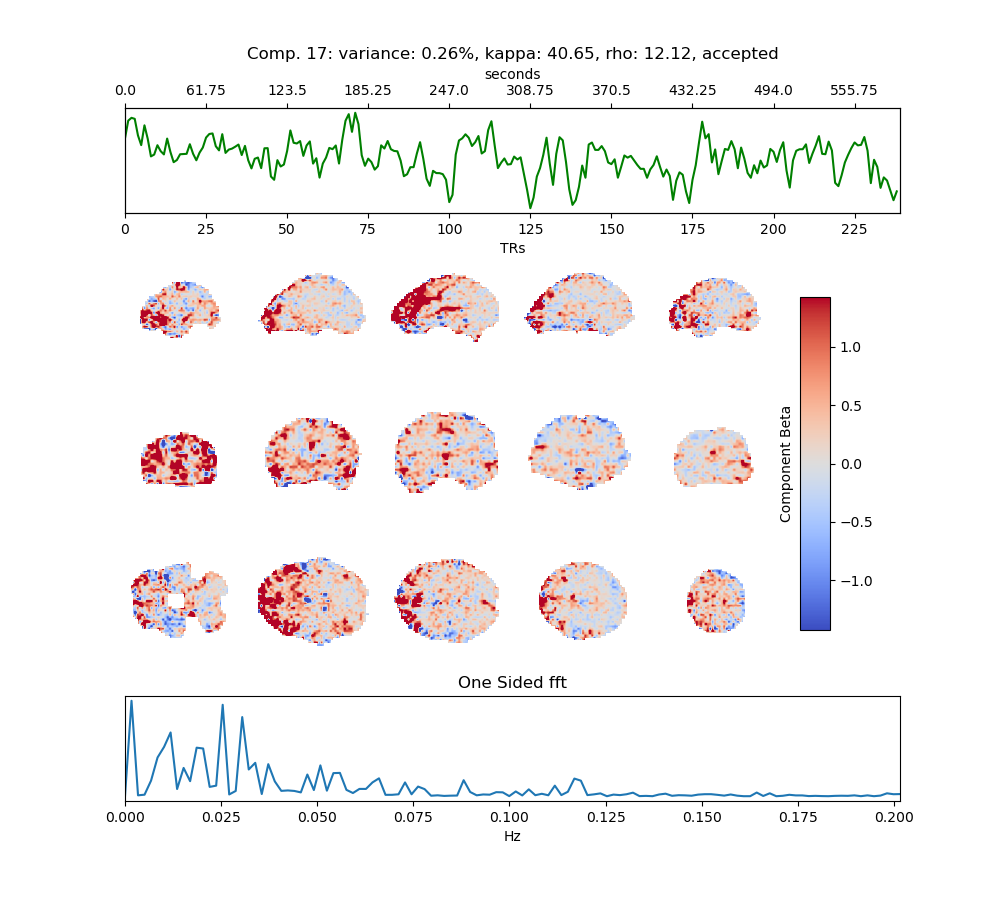 Comp. 17: variance: 0.26%, kappa: 40.65, rho: 12.12, accepted
seconds
0.0 61.75 123.5 185.25 247.0 308.75 370.5 432.25 494.0 555.75
0 25 50 75 100 125 150 175 200 225
TRs
1.0
0.5
0.0
−0.5
−1.0
Component Beta
One Sided fft
0.000 0.025 0.050 0.075 0.100 0.125 0.150 0.175 0.200
Hz